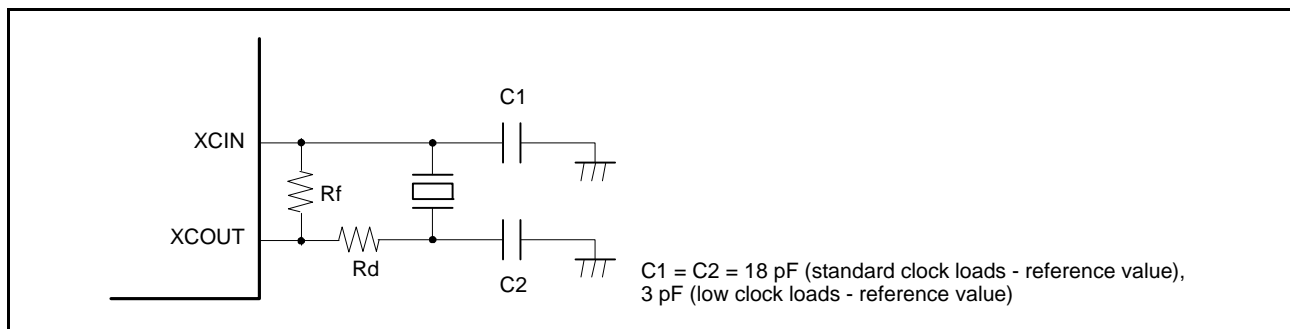 C1
XCIN
Rf
XCOUT
Rd
C2
C1 = C2 = 18 pF (standard clock loads - reference value),
3 pF (low clock loads - reference value)